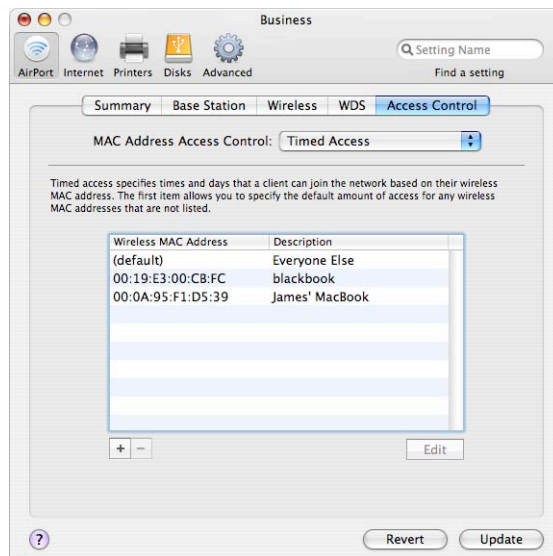 Business
Setting Name
AirPort Internet Printers Disks Advanced
Find a setting
Summary Base Station Wireless WDS Access Control
MAC Address Access Control: Timed Access
Timed access specifies times and days that a client can join the network based on their wireless
MAC address. The first item allows you to specify the default amount of access for any wireless
MAC addresses that are not listed.
Wireless MAC Address Description
(default) Everyone Else
00:19:E3:00:CB:FC blackbook
00:0A:95:F1:D5:39 James' MacBook
+ −
Edit
?
Revert Update